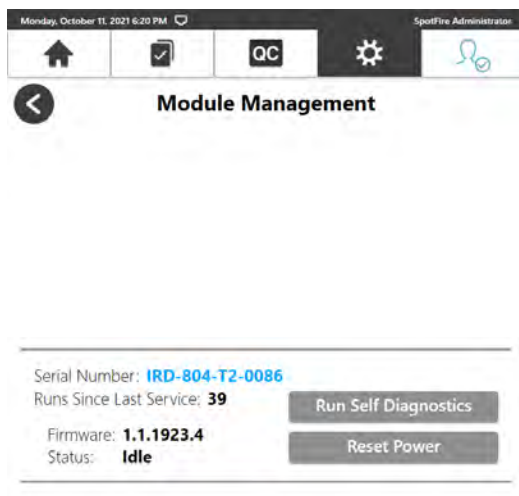 Monday, October 11, 2021 6:20 PM
SpotFire Administrator
QC
Module Management
Serial Number: IRD-804-T2-0086
Runs Since Last Service: 39
Run Self Diagnostics
Firmware: 1.1.1923.4
Reset Power
Status: Idle